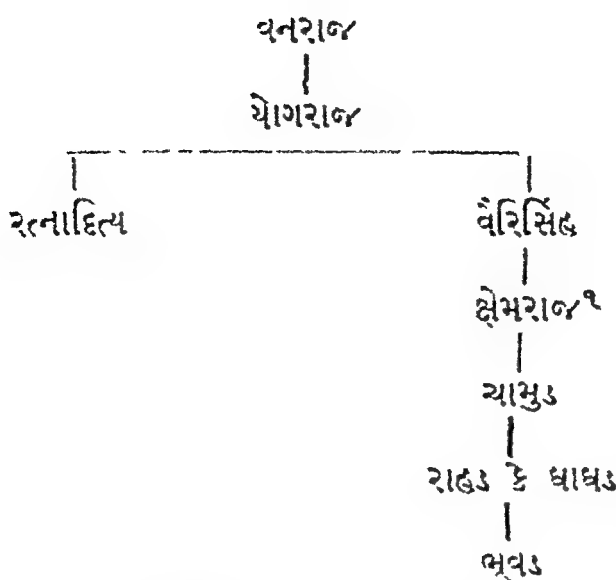 વનરાજ
યોગરાજ
રત્નાદિત્ય વૈરિસિંહ
ક્ષેમરાજ૧
ચામુડ
રાહડ કે ઘાઘડ
ભૂવડ